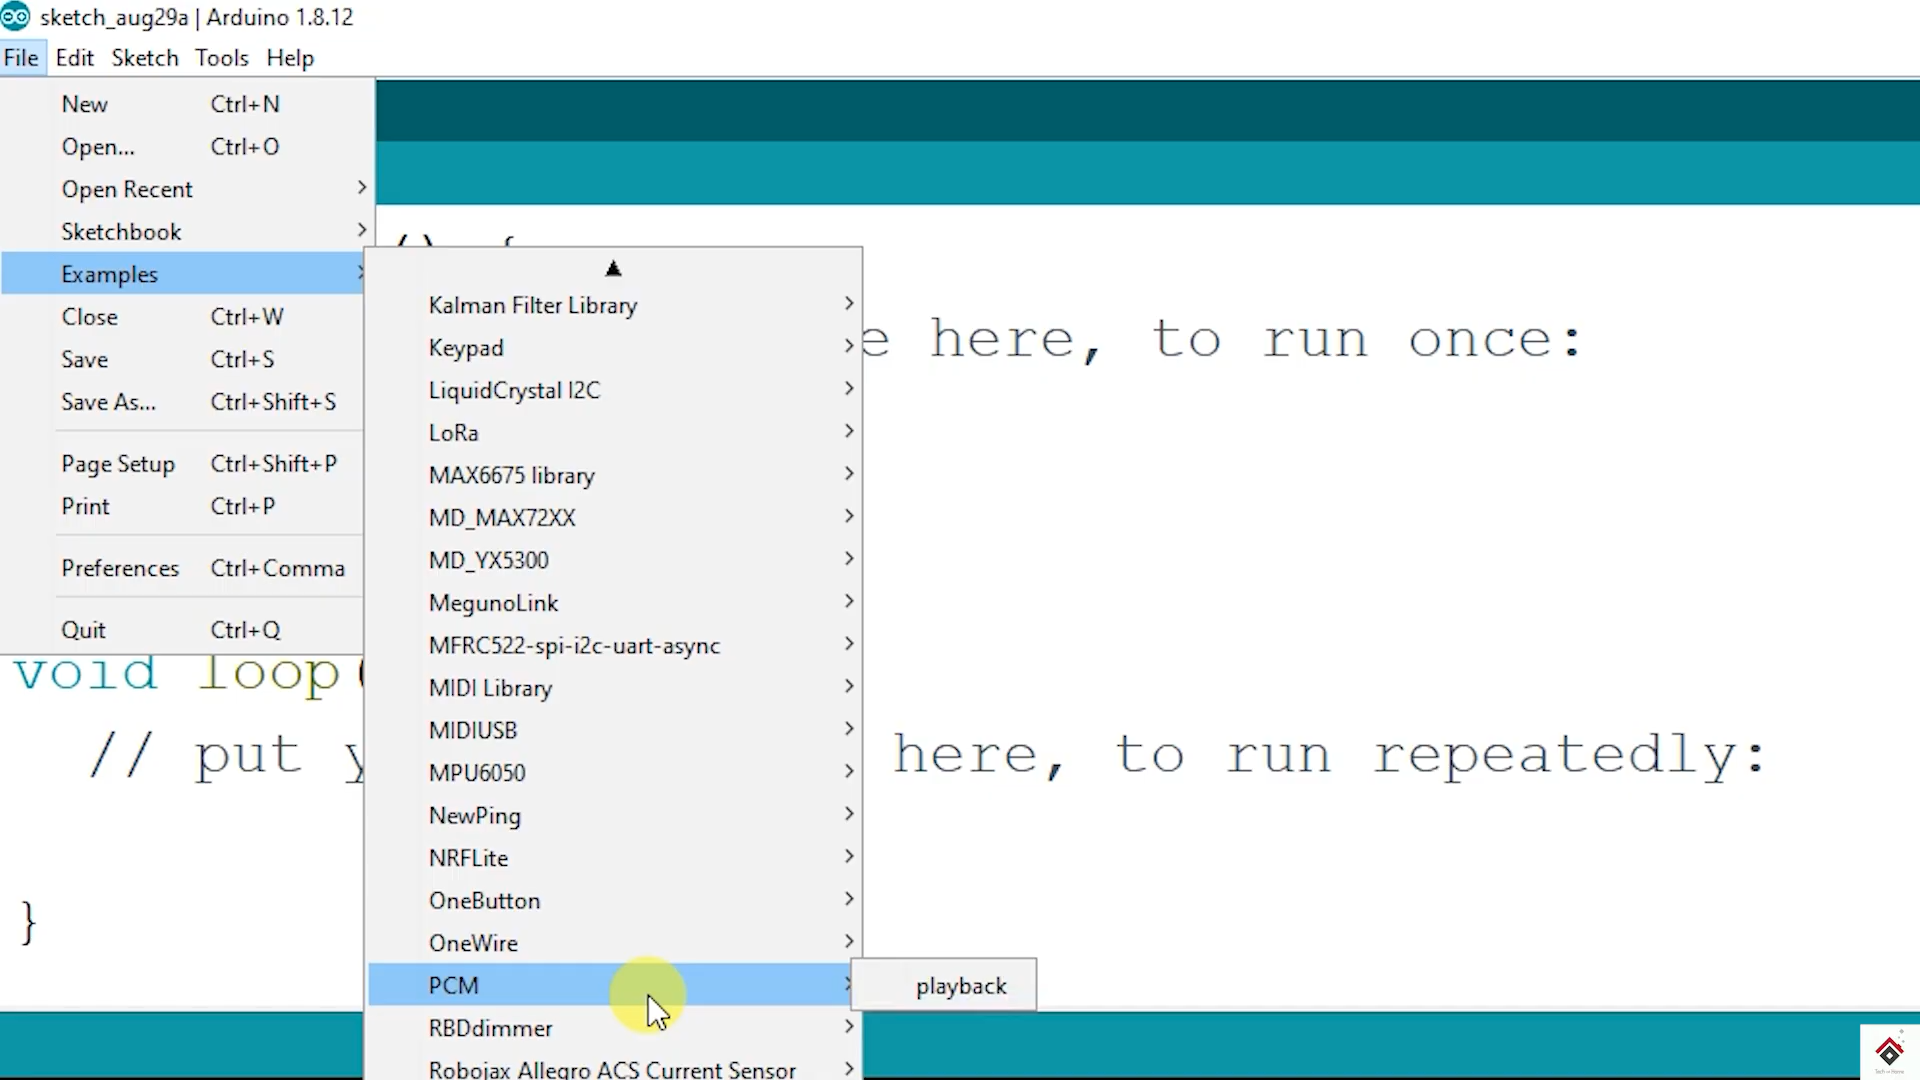 sketch_aug29a | Arduino 1.8.12
File Edit Sketch Tools Help
New Ctrl+N
Open... Ctrl+O
Open Recent
Sketchbook
Examples
Close Ctrl+W
Save Ctrl+S
Save As... Ctrl+Shift+S
Page Setup Ctrl+Shift+P
Print Ctrl+P
Preferences Ctrl+Comma
Quit Ctrl+Q
Kalman Filter Library
Keypad
LiquidCrystal I2C
LoRa
MAX6675 library
MD_MAX72XX
MD_YX5300
MegunoLink
MFRC522-spi-i2c-uart-async
MIDI Library
MIDIUSB
MPU6050
NewPing
NRFLite
OneButton
OneWire
PCM
RBDdimmer
Robojax Allegro ACS Current Sensor
playback
() {
e here, to run once:
void loop(
// put y here, to run repeatedly:
}